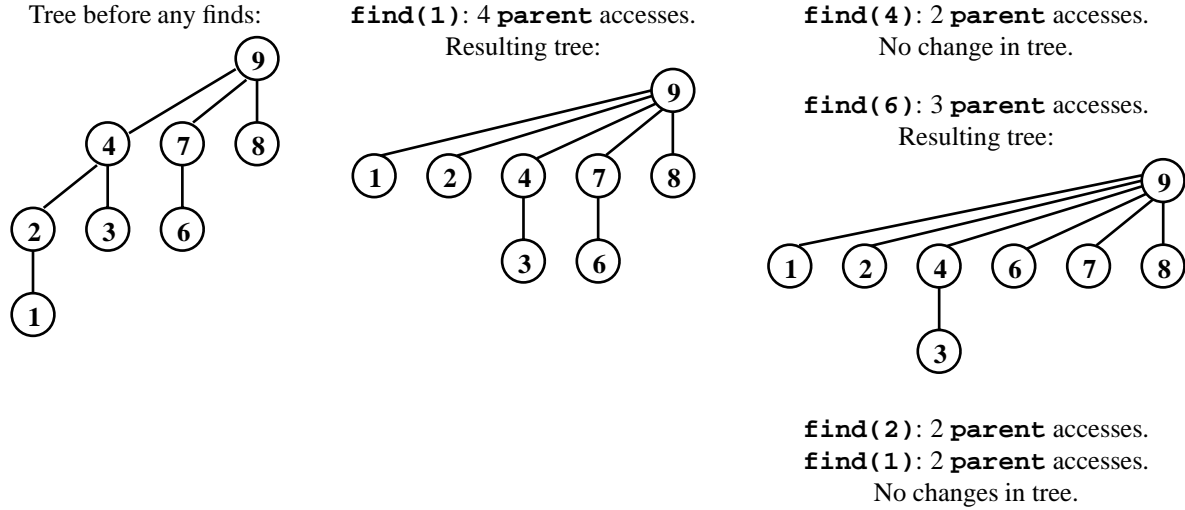 Tree before any finds:
9
4 7 8
2 3 6
1
find(1): 4 parent accesses.
Resulting tree:
9
1 2 4 7 8
3 6
find(4): 2 parent accesses.
No change in tree.
find(6): 3 parent accesses.
Resulting tree:
9
1 2 4 6 7 8
3
find(2): 2 parent accesses.
find(1): 2 parent accesses.
No changes in tree.